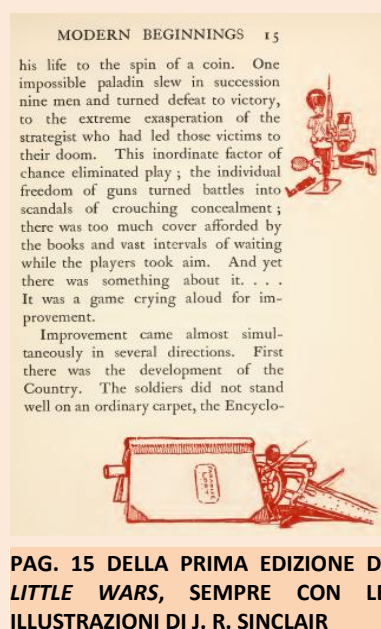 MODERN BEGINNINGS 15
his life to the spin of a coin. One
impossible paladin slew in succession
nine men and turned defeat to victory,
to the extreme exasperation of the
strategist who had led those victims to
their doom. This inordinate factor of
chance eliminated play ; the individual
freedom of guns turned battles into
scandals of crouching concealment ;
there was too much cover afforded by
the books and vast intervals of waiting
while the players took aim. And yet
there was something about it. . . .
It was a game crying aloud for im-
provement.
Improvement came almost simul-
taneously in several directions. First
there was the development of the
Country. The soldiers did not stand
well on an ordinary carpet, the Encyclo-
PARADISE
LOST
PAG. 15 DELLA PRIMA EDIZIONE D
LITTLE WARS, SEMPRE CON LE
ILLUSTRAZIONI DI J. R. SINCLAIR